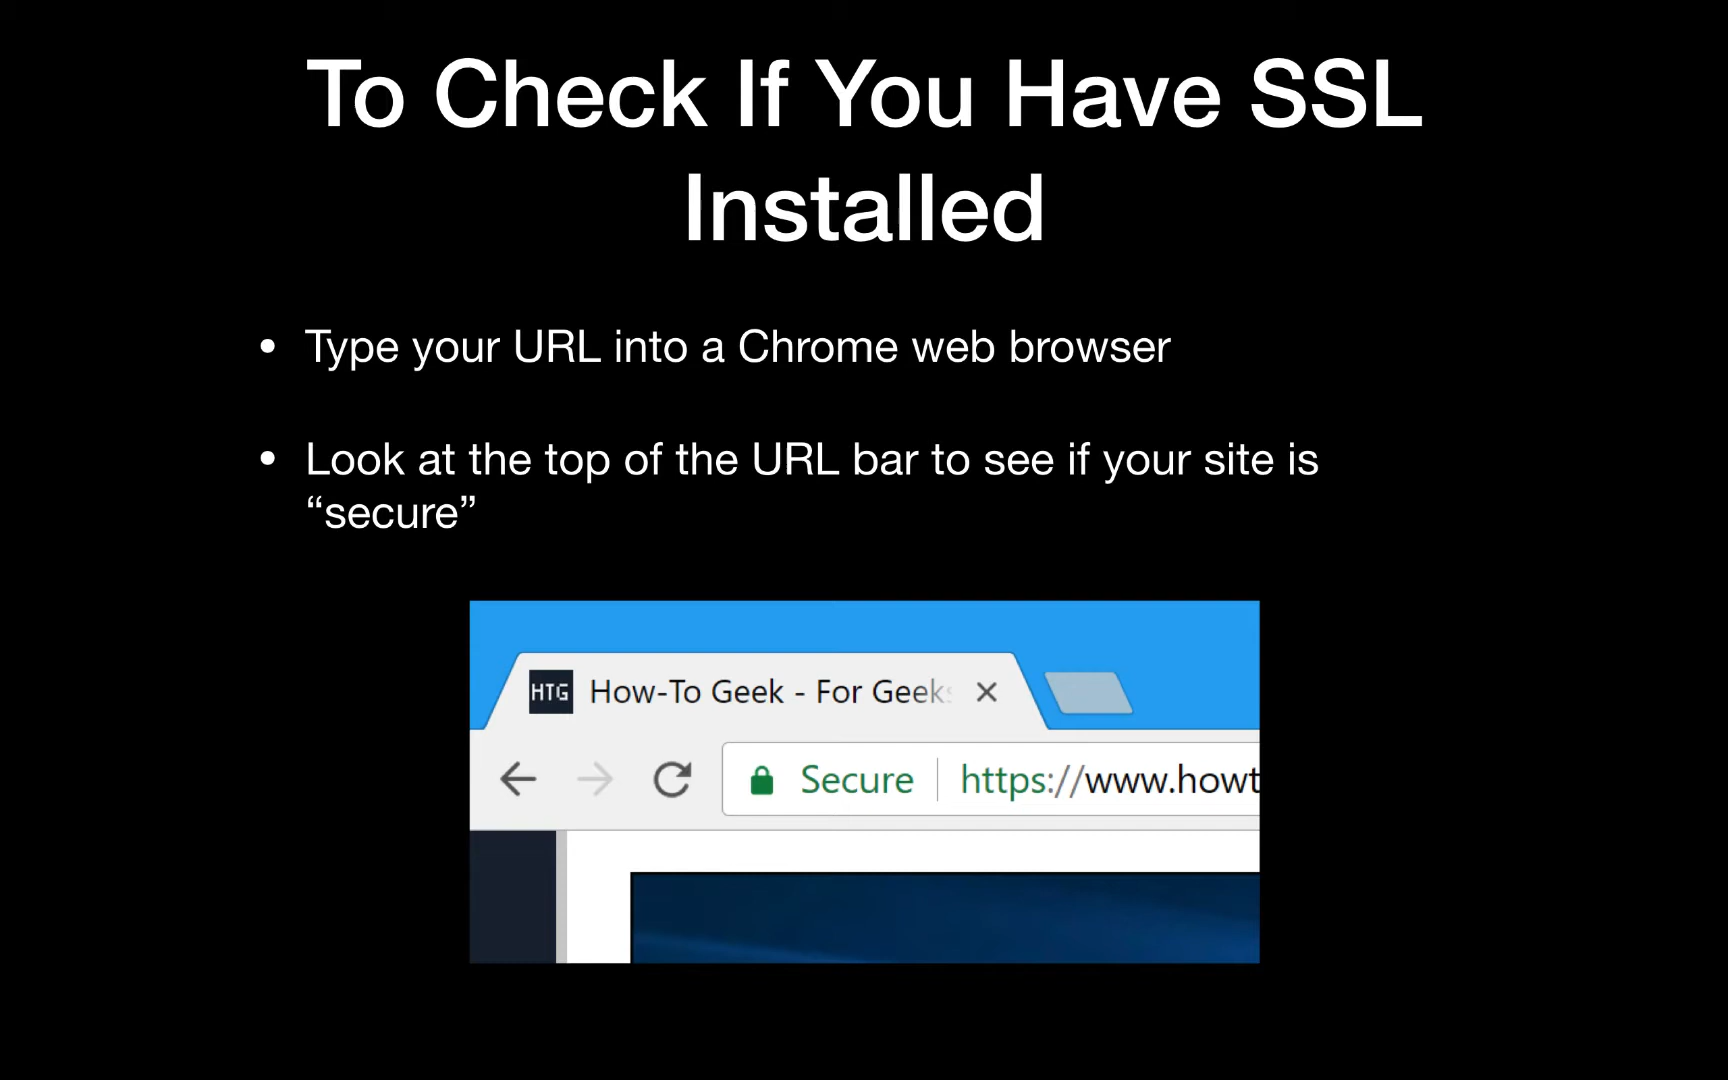 To Check If You Have SSL
Installed
• Type your URL into a Chrome web browser
• Look at the top of the URL bar to see if your site is
“secure”
HTG How-To Geek - For Geeks
Secure https://www.howt